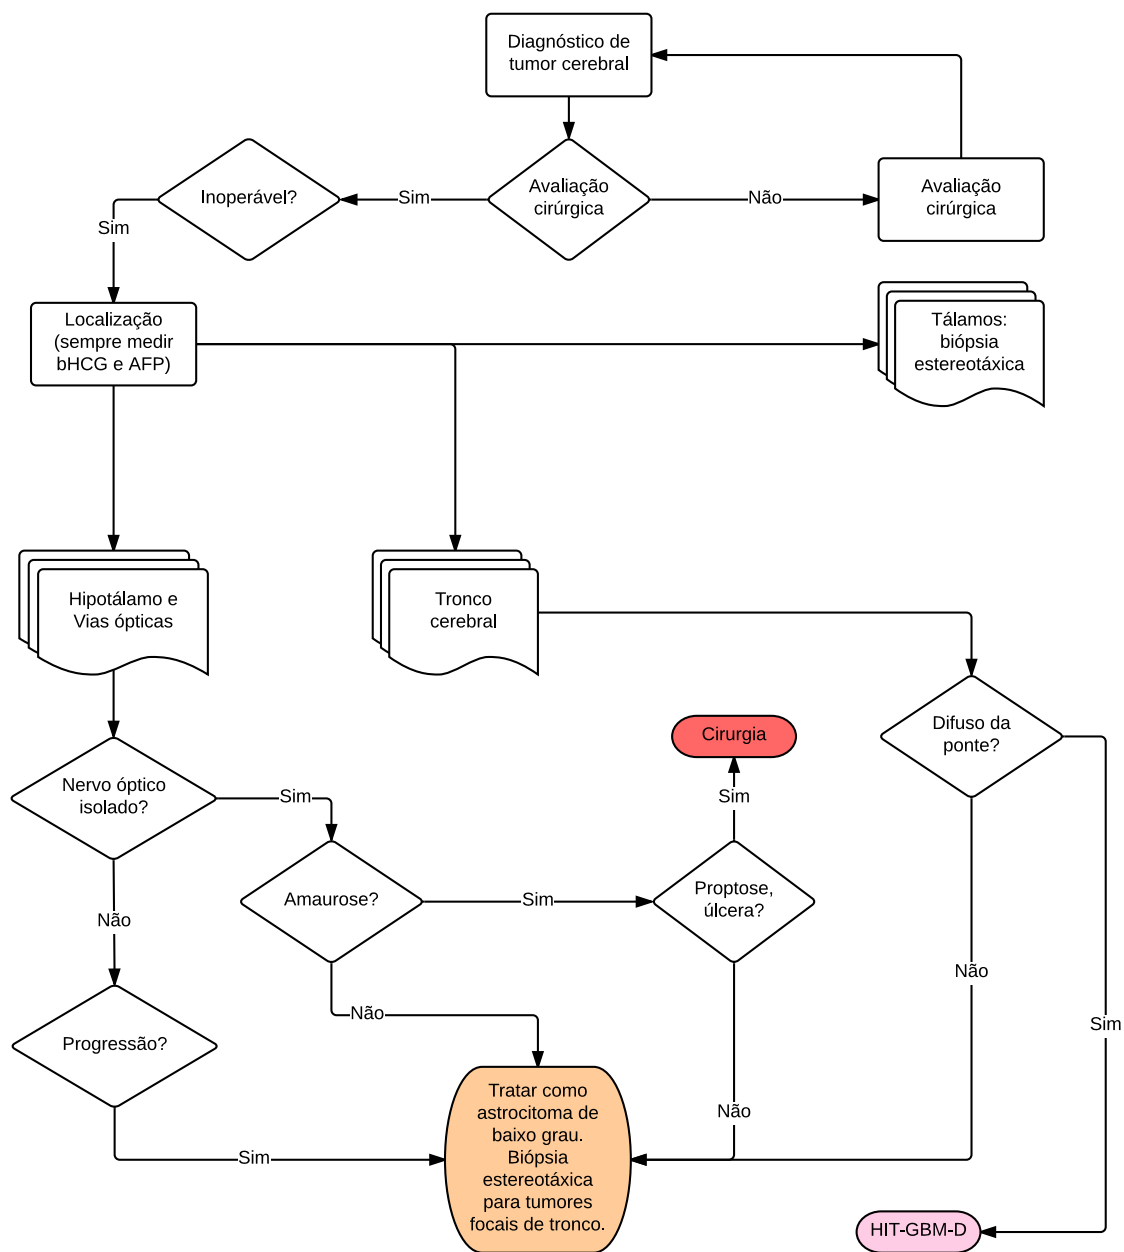 Diagnóstico de
tumor cerebral
Inoperável?
Sim
Avaliação
cirúrgica
Não
Avaliação
cirúrgica
Sim
Localização
(sempre medir
bHCG e AFP)
Tálamos:
biópsia
estereotáxica
Hipotálamo e
Vias ópticas
Tronco
cerebral
Cirurgia
Difuso da
ponte?
Nervo óptico
isolado?
Sim
Sim
Amaurose?
Sim
Proptose,
úlcera?
Não
Não
Não
Sim
Progressão?
Não
Sim
Tratar como
astrocitoma de
baixo grau.
Biópsia
estereotáxica
para tumores
focais de tronco.
HIT-GBM-D